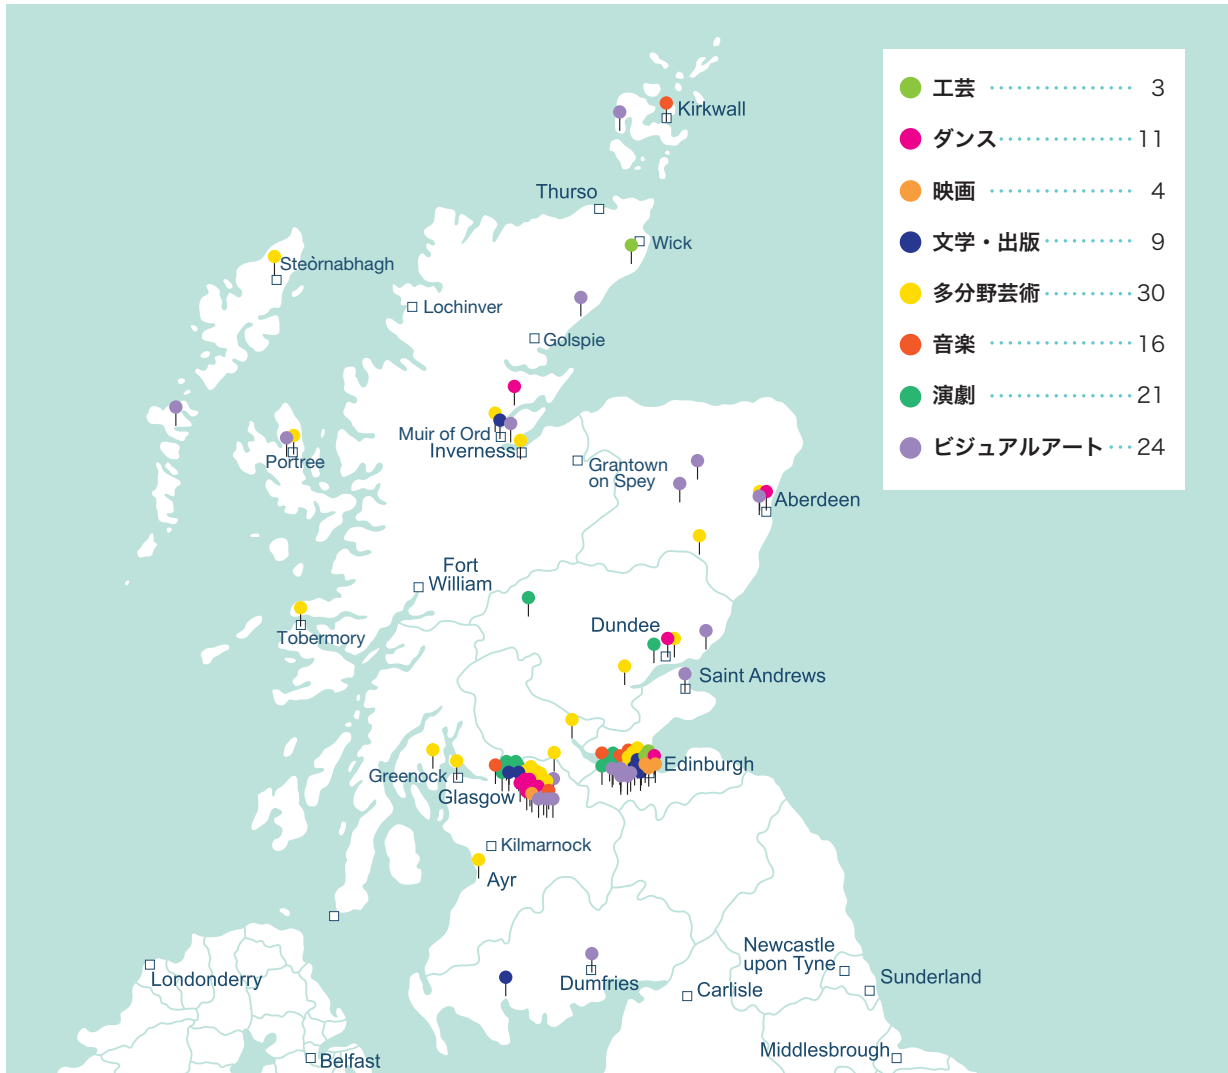 Kirkwall
Thurso
Wick
Steòrnabhagh
Lochinver
Golspie
Muir of Ord
Inverness
Portree
Grantown
on Spey
Aberdeen
Fort
William
Dundee
Tobermory
Saint Andrews
Greenock
Edinburgh
Glasgow
Kilmarnock
Ayr
Newcastle
upon Tyne
Londonderry
Dumfries
Carlisle
Sunderland
Middlesbrough
Belfast
工芸 3
ダンス 11
映画 4
文学・出版 9
多分野芸術 30
音楽 16
演劇 21
ビジュアルアート 24